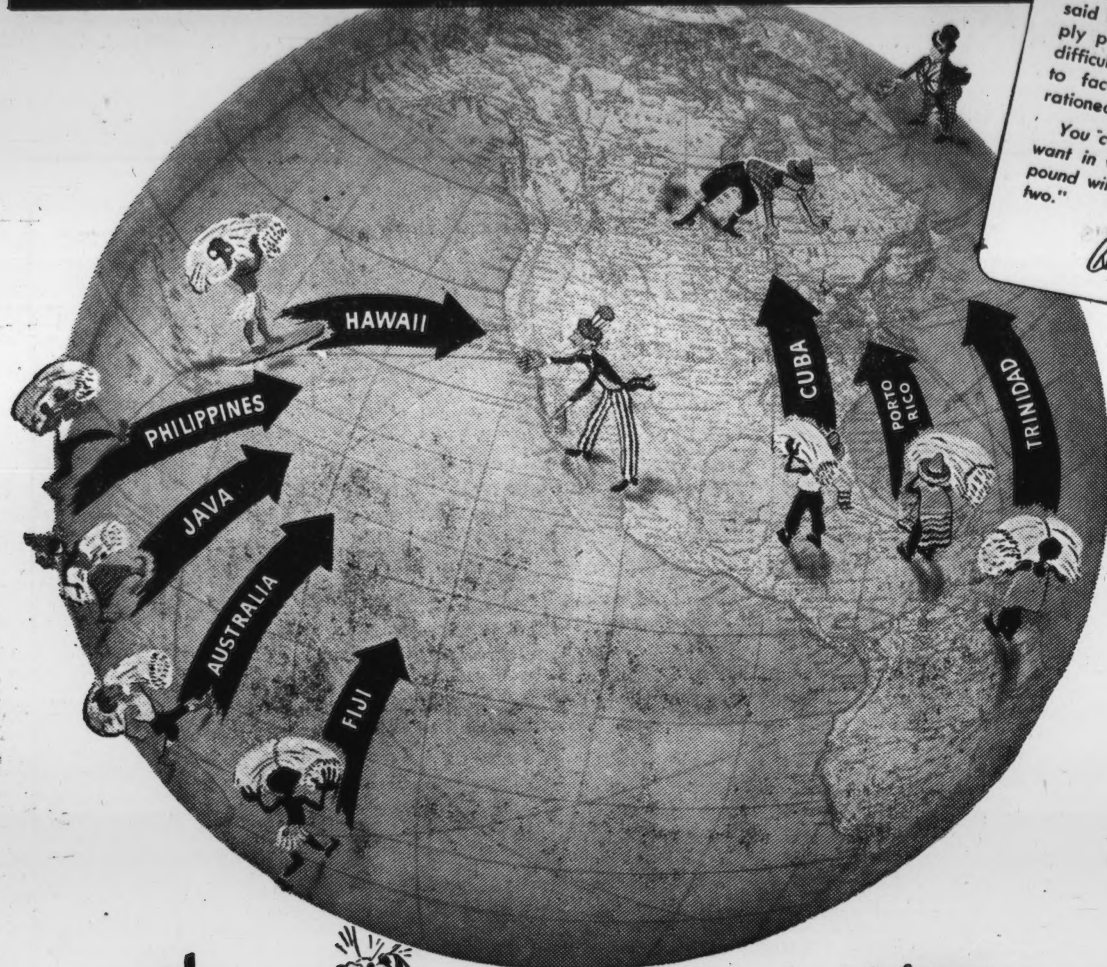 said
ply p
difficul
to fac
rationed
You c
want in
pound wi
two."
HAWAII
PHILIPPINES
JAVA
AUSTRALIA
FIJI
CUBA
PORTO
RICO
TRINIDAD